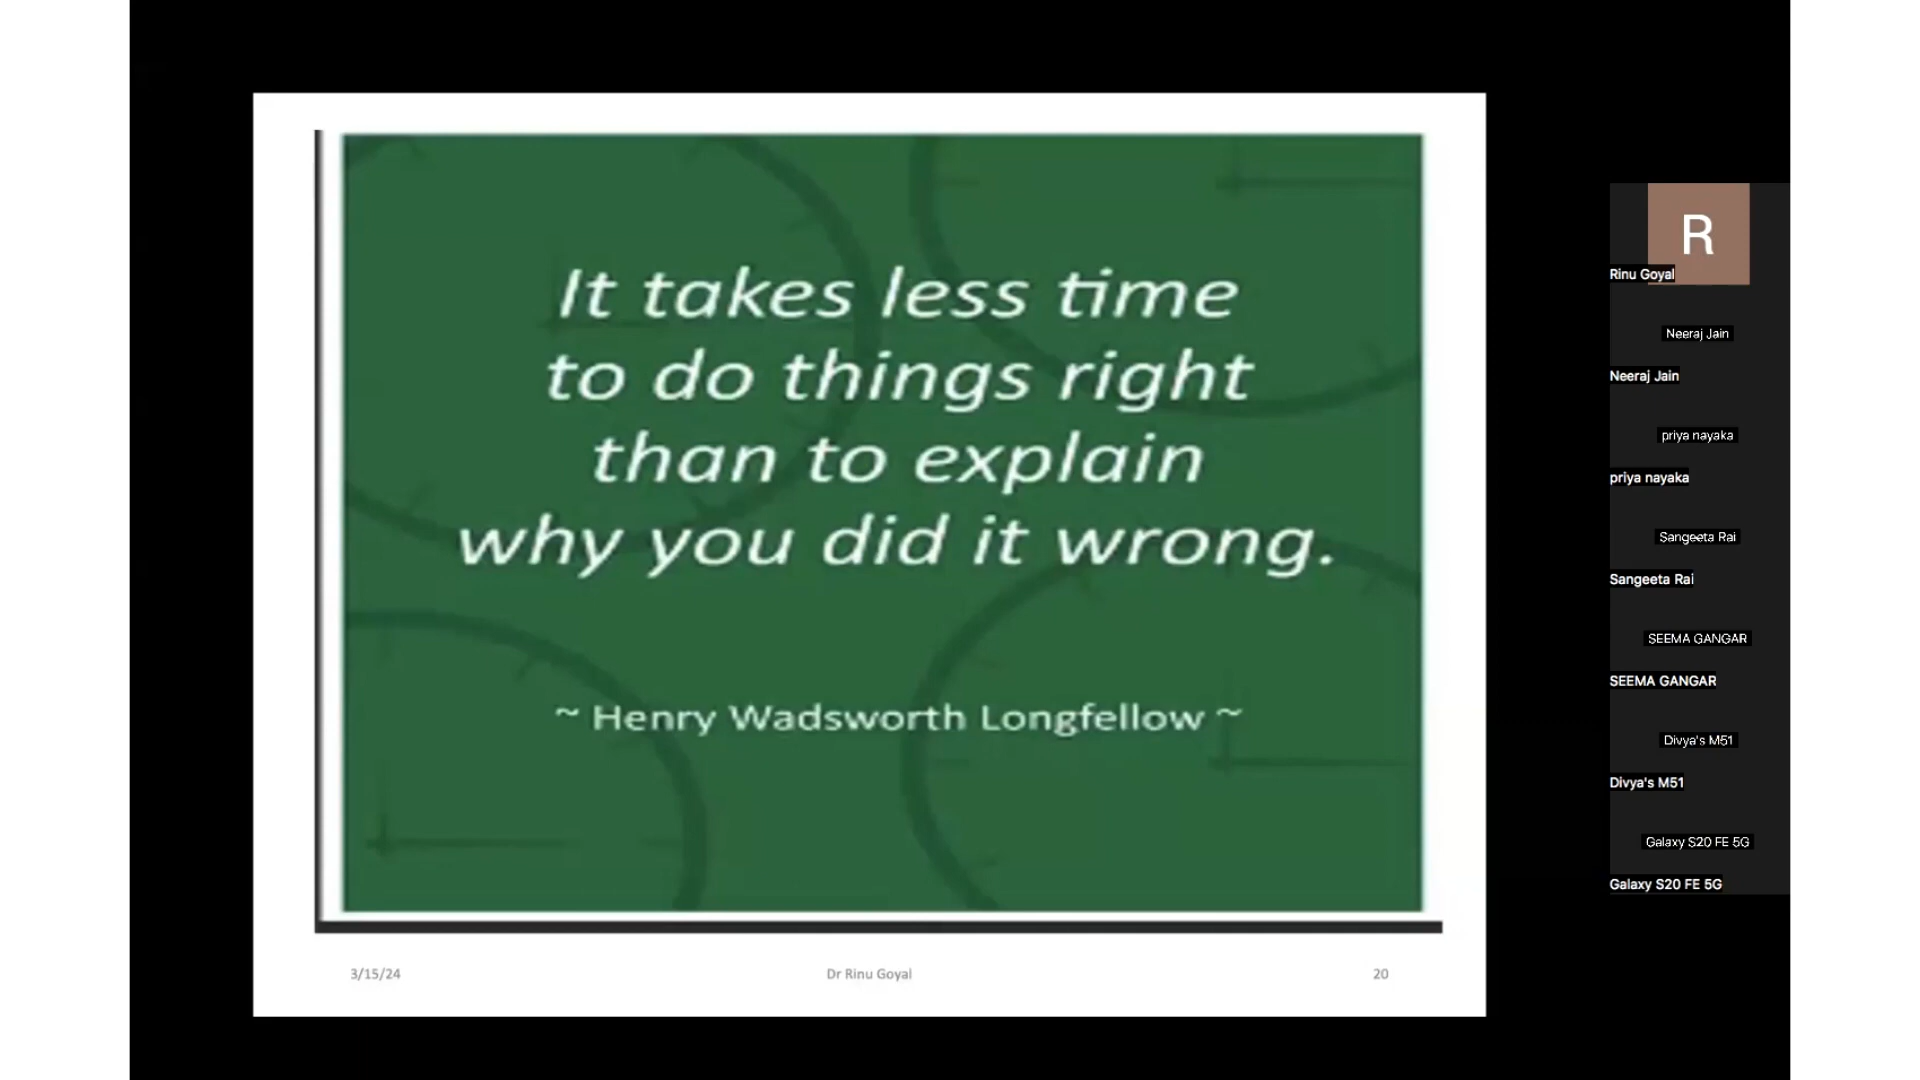 It takes less time
to do things right
than to explain
why you did it wrong.
~ Henry Wadsworth Longfellow ~
3/15/24
Dr Rinu Goyal
20
R
Rinu Goyal
Neeraj Jain
Neeraj Jain
priya nayaka
priya nayaka
Sangeeta Rai
Sangeeta Rai
SEEMA GANGAR
SEEMA GANGAR
Divya's M51
Divya's M51
Galaxy S20 FE 5G
Galaxy S20 FE 5G